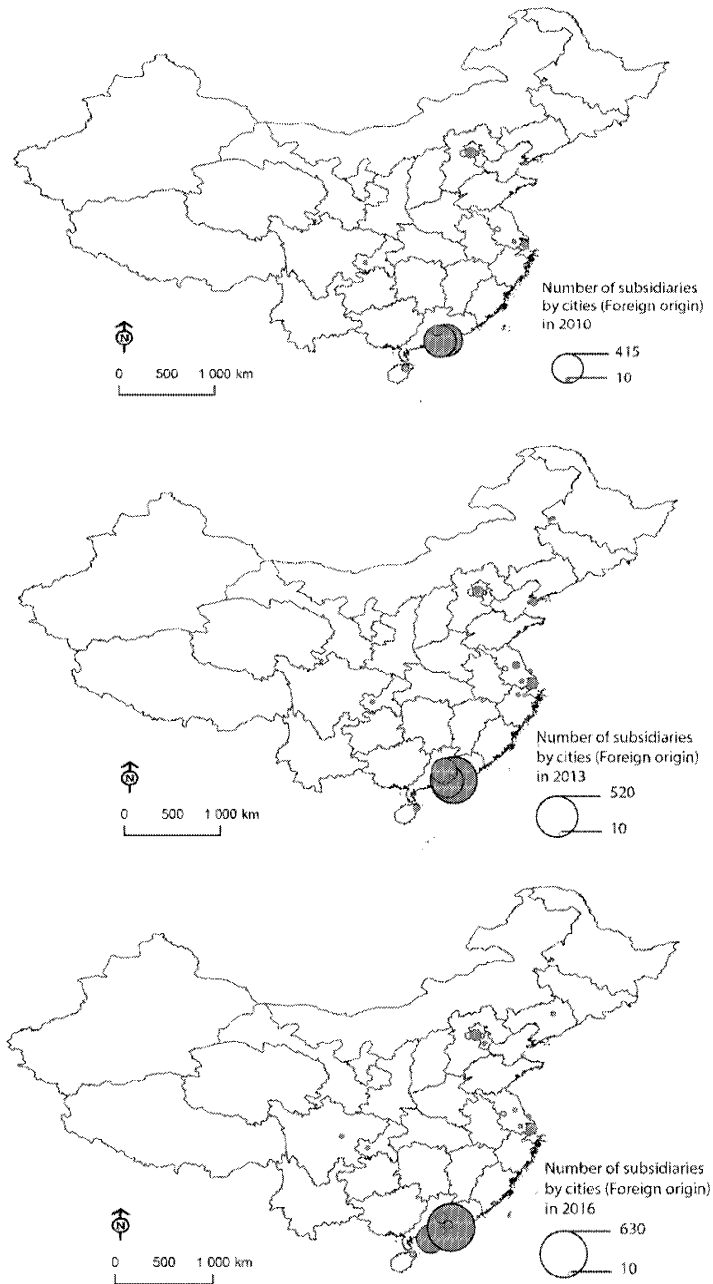 Number of subsidiaries
by cities (Foreign origin)
in 2010
415
10
N
0 500 1 000 km
Number of subsidiaries
by cities (Foreign origin)
in 2013
520
10
N
0 500 1 000 km
Number of subsidiaries
by cities (Foreign origin)
in 2016
630
10
N
0 500 1 000 km